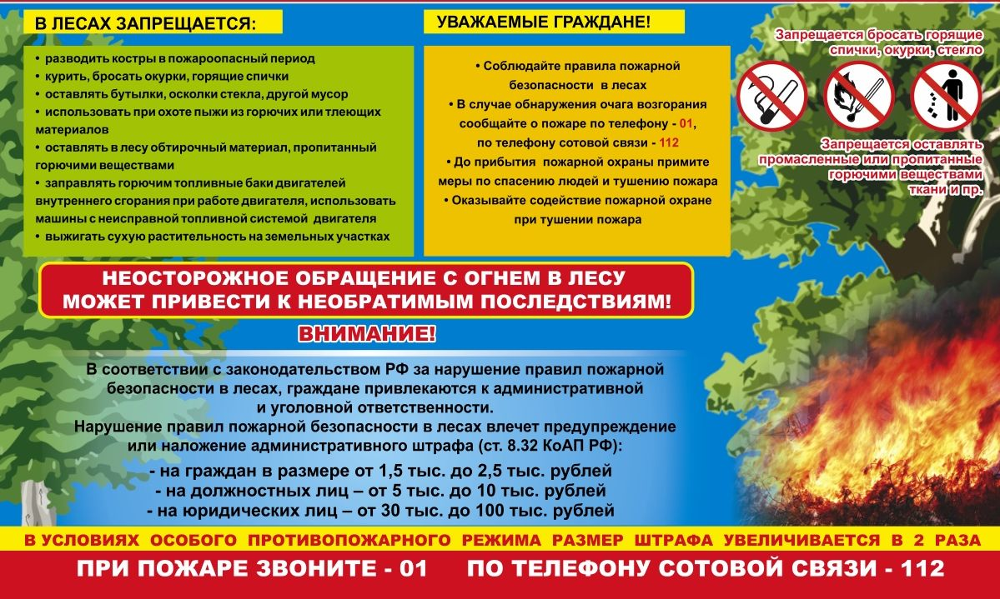 В ЛЕСАХ ЗАПРЕЩАЕТСЯ:
• разводить костры в пожароопасный период
• курить, бросать окурки, горящие спички
• оставлять бутылки, осколки стекла, другой мусор
• использовать при охоте пыжи из горючих или тлеющих
материалов
• оставлять в лесу обтирочный материал, пропитанный
горючими веществами
• заправлять горючим топливные баки двигателей
внутреннего сгорания при работе двигателя, использовать
машины с неисправной топливной системой двигателя
• выжигать сухую растительность на земельных участках
УВАЖАЕМЫЕ ГРАЖДАНЕ!
• Соблюдайте правила пожарной
безопасности в лесах
• В случае обнаружения очага возгорания
сообщайте о пожаре по телефону - 01,
по телефону сотовой связи - 112
• До прибытия пожарной охраны примите
меры по спасению людей и тушению пожара
• Оказывайте содействие пожарной охране
при тушении пожара
Запрещается бросать горящие
спички, окурки, стекло
Запрещается оставлять
промасленные или пропитанные
горючими веществами
ткани и пр.
НЕОСТОРОЖНОЕ ОБРАЩЕНИЕ С ОГНЕМ В ЛЕСУ
МОЖЕТ ПРИВЕСТИ К НЕОБРАТИМЫМ ПОСЛЕДСТВИЯМ!
ВНИМАНИЕ!
В соответствии с законодательством РФ за нарушение правил пожарной
безопасности в лесах, граждане привлекаются к административной
и уголовной ответственности.
Нарушение правил пожарной безопасности в лесах влечет предупреждение
или наложение административного штрафа (ст. 8.32 КоАП РФ):
- на граждан в размере от 1,5 тыс. до 2,5 тыс. рублей
- на должностных лиц – от 5 тыс. до 10 тыс. рублей
- на юридических лиц – от 30 тыс. до 100 тыс. рублей
В УСЛОВИЯХ ОСОБОГО ПРОТИВОПОЖАРНОГО РЕЖИМА РАЗМЕР ШТРАФА УВЕЛИЧИВАЕТСЯ В 2 РАЗА
ПРИ ПОЖАРЕ ЗВОНИТЕ - 01 ПО ТЕЛЕФОНУ СОТОВОЙ СВЯЗИ - 112